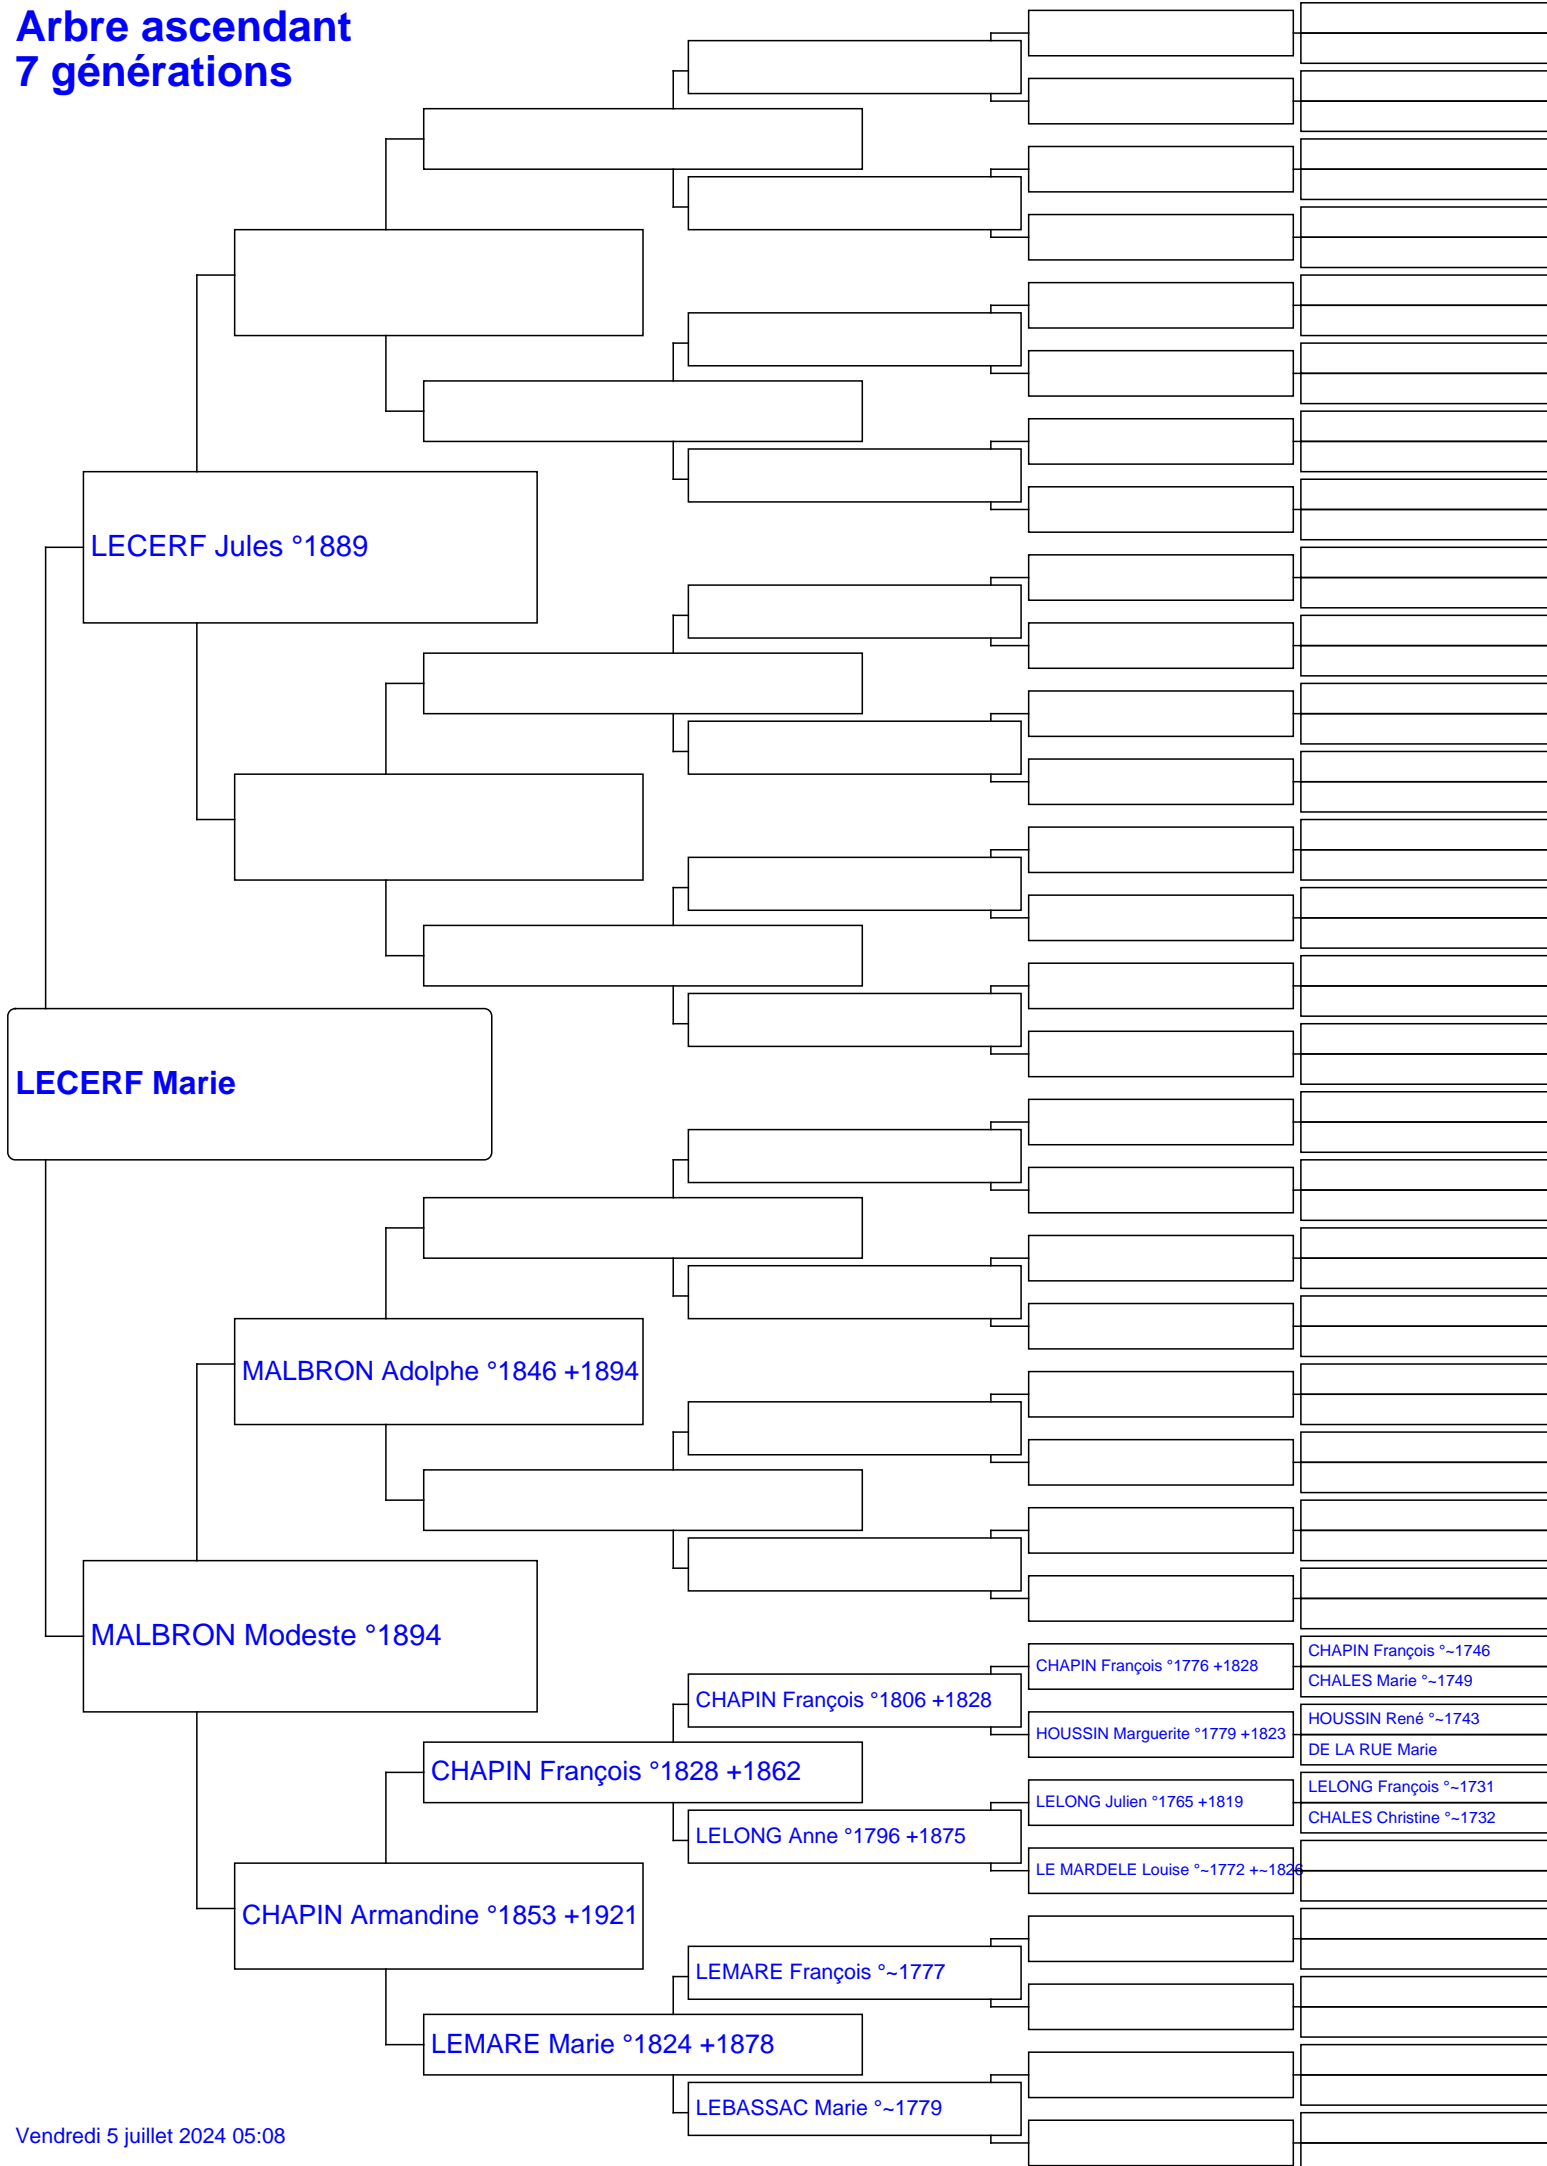 Arbre ascendant
7 générations
LECERF Jules °1889
LECERF Marie
MALBRON Adolphe °1846 +1894
MALBRON Modeste °1894
CHAPIN François °1776 +1828
CHAPIN François °~1746
CHALES Marie °~1749
CHAPIN François °1806 +1828
HOUSSIN Marguerite °1779 +1823
HOUSSIN René °~1743
DE LA RUE Marie
CHAPIN François °1828 +1862
LELONG Julien °1765 +1819
LELONG François °~1731
CHALES Christine °~1732
LELONG Anne °1796 +1875
LE MARDELE Louise °~1772 +~1826
CHAPIN Armandine °1853 +1921
LEMARE François °~1777
LEMARE Marie °1824 +1878
LEBASSAC Marie °~1779
Vendredi 5 juillet 2024 05:08